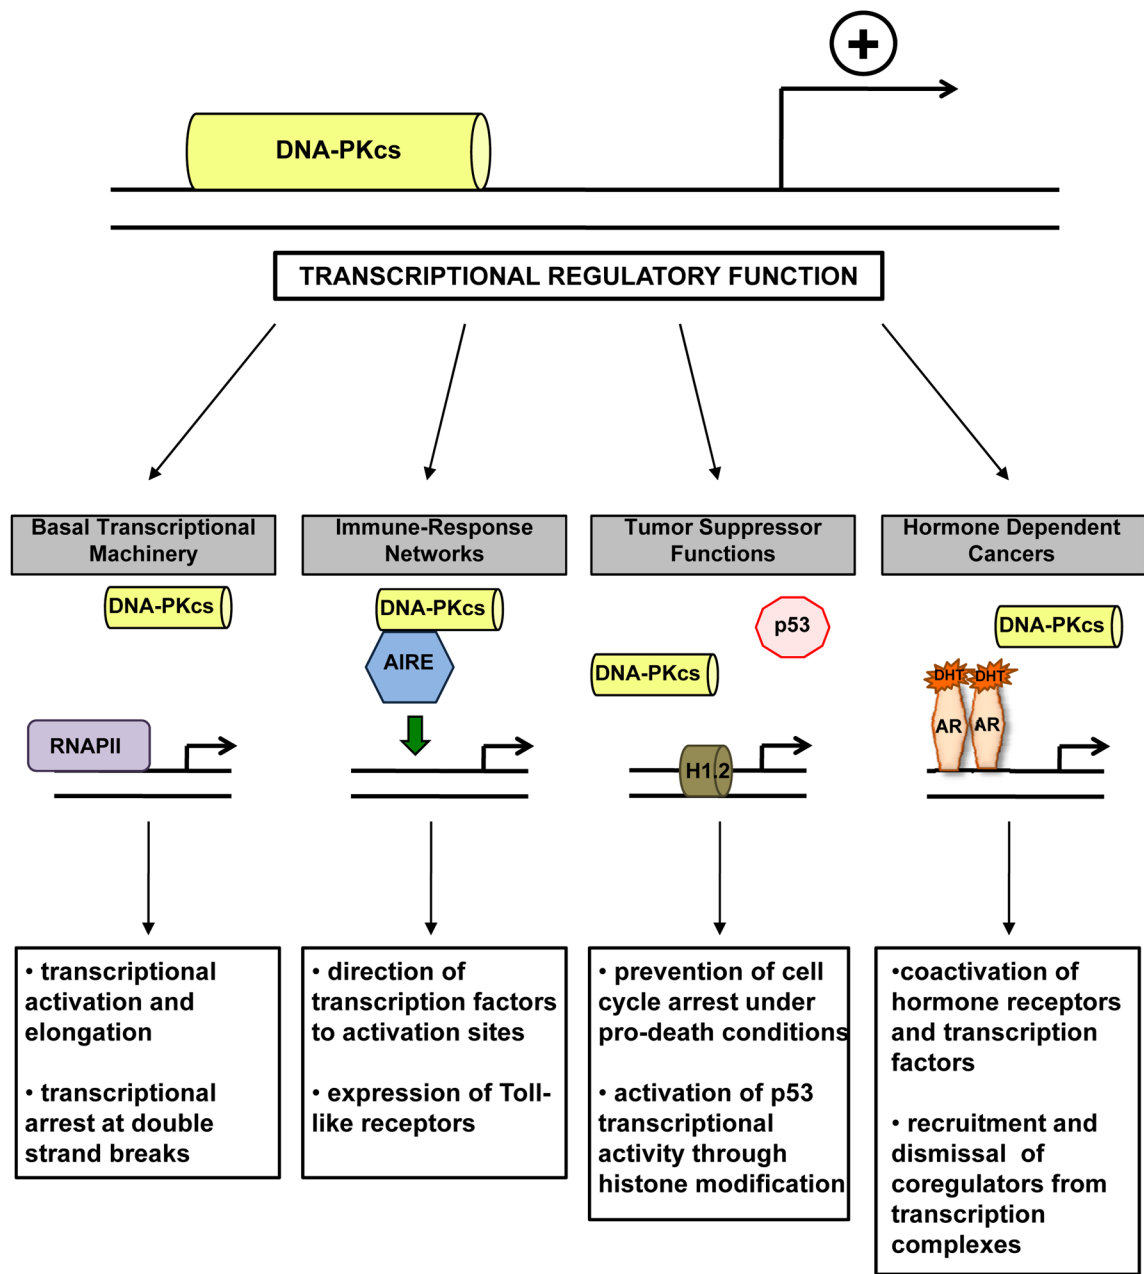 +
DNA-PKcs
TRANSCRIPTIONAL REGULATORY FUNCTION
Basal Transcriptional
Machinery
DNA-PKcs
RNAPII
• transcriptional
activation and
elongation
• transcriptional
arrest at double
strand breaks
Immune-Response
Networks
DNA-PKcs
AIRE
• direction of
transcription factors
to activation sites
• expression of Toll-
like receptors
Tumor Suppressor
Functions
p53
DNA-PKcs
H1.2
• prevention of cell
cycle arrest under
pro-death conditions
• activation of p53
transcriptional
activity through
histone modification
Hormone Dependent
Cancers
DNA-PKcs
DHT DHT
AR AR
•coactivation of
hormone receptors
and transcription
factors
• recruitment and
dismissal of
coregulators from
transcription
complexes